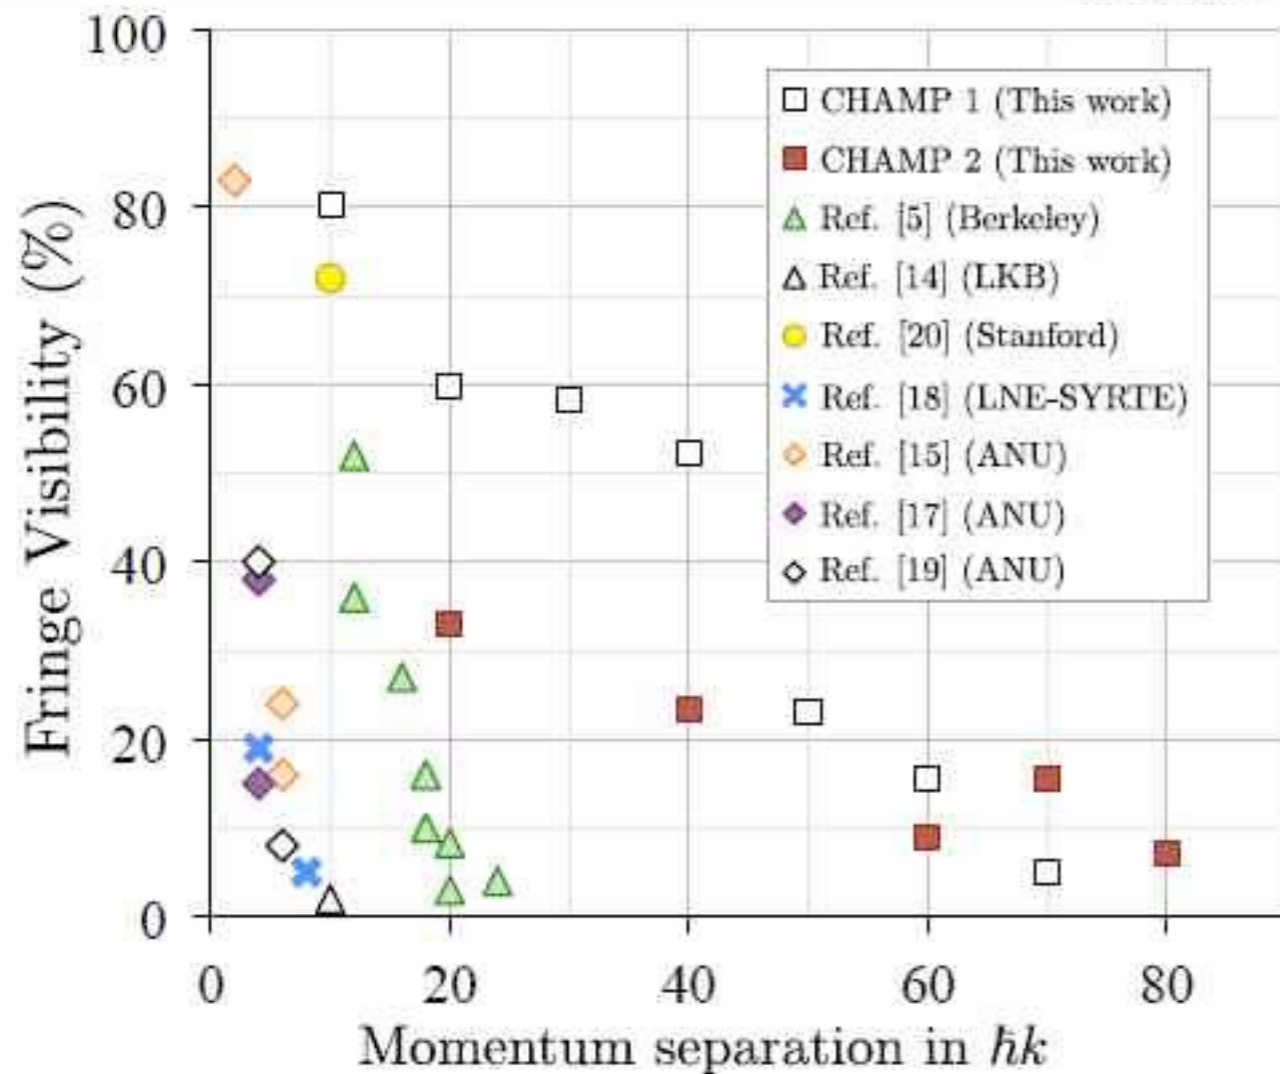 100
80
60
40
20
0
Fringe Visibility (%)
CHAMP 1 (This work)
CHAMP 2 (This work)
Ref. [5] (Berkeley)
Ref. [14] (LKB)
Ref. [20] (Stanford)
Ref. [18] (LNE-SYRTE)
Ref. [15] (ANU)
Ref. [17] (ANU)
Ref. [19] (ANU)
0 20 40 60 80
Momentum separation in ℏk